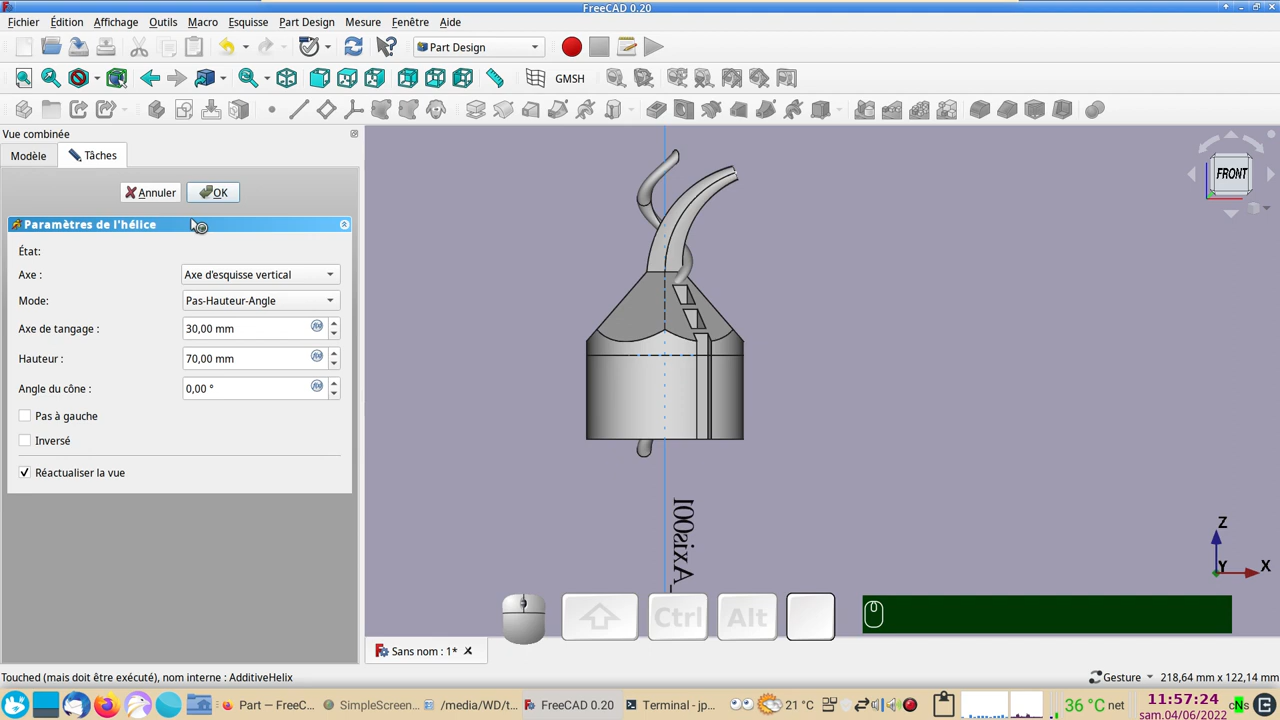 FreeCAD 0.20
Fichier Édition Affichage Outils Macro Esquisse Part Design Mesure Fenêtre Aide
Part Design
GMSH
Vue combinée
Modèle Tâches
Annuler OK
Paramètres de l'hélice
État:
Axe : Axe d'esquisse vertical
Mode: Pas-Hauteur-Angle
Axe de tangage : 30,00 mm
Hauteur : 70,00 mm
Angle du cône : 0,00 °
Pas à gauche
Inversé
Réactualiser la vue
FRONT
Axis001
Z
Y X
Ctrl Alt
Sans nom : 1*
Touched (mais doit être exécuté), nom interne : AdditiveHelix
Gesture 218,64 mm x 122,14 mm
Part — FreeC...
SimpleScreen...
/media/WD/t...
FreeCAD 0.20
Terminal - jp...
21 °C
36 °C net
11:57:24
sam.04/06/2022